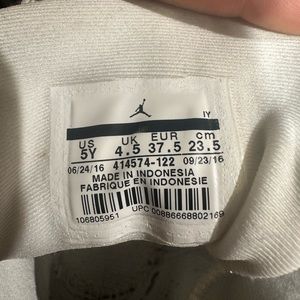 IY
US UK EUR cm
5Y 4.5 37.5 23.5
06/24/16 414574-122 09/23/16
MADE IN INDONESIA
FABRIQUE EN INDONESIE
106805951 UPC 00886668802169